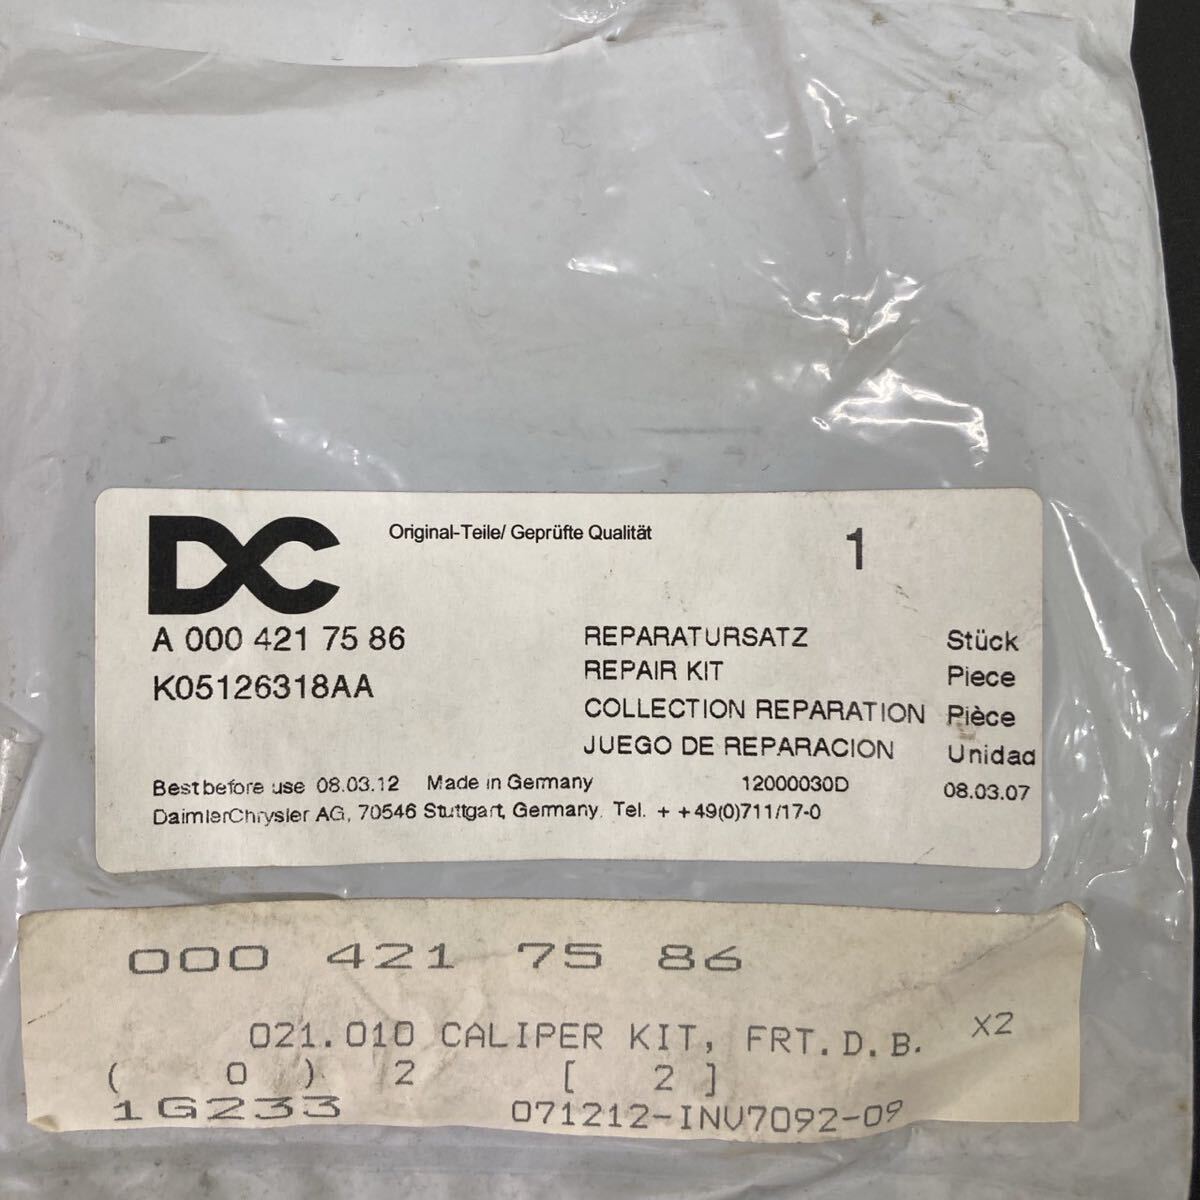 DC
Original-Teile/ Geprüfte Qualität
1
A 000 421 75 86
K05126318AA
REPARATURSATZ Stück
REPAIR KIT Piece
COLLECTION REPARATION Pièce
JUEGO DE REPARACION Unidad
Best before use 08.03.12 Made in Germany 12000030D 08.03.07
DaimlerChrysler AG, 70546 Stuttgart, Germany. Tel. + +49(0)711/17-0
000 421 75 86
021.010 CALIPER KIT, FRT.D.B. X2
( 0 ) 2 [ 2 ]
1G233 071212-INV7092-09